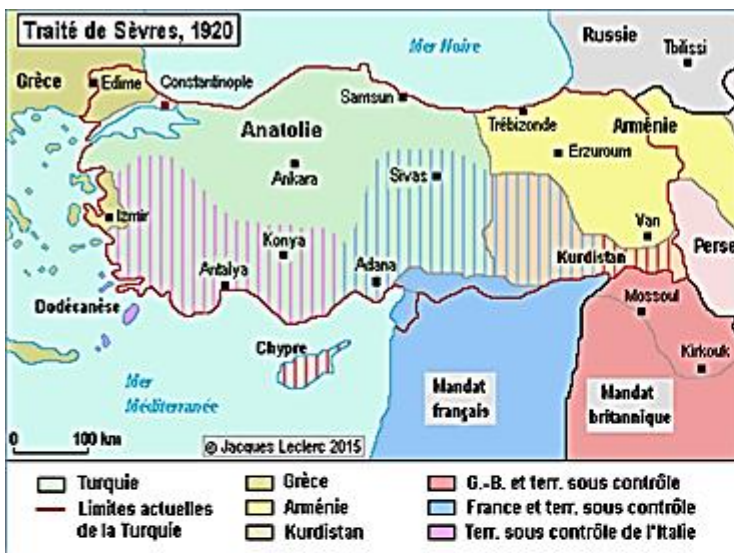 Traité de Sèvres, 1920
Mer Noire
Russie
Tbilissi
Grèce
Edime
Constantinople
Samsun
Trébizonde
Arménie
Anatolie
Erzuroum
Ankara
Sivas
Izmir
Van
Perse
Konya
Kurdistan
Antalya
Adana
Dodécanèse
Mossoul
Chypre
Kirkouk
Mer
Méditerranée
Mandat
français
Mandat
britannique
0 100 km
© Jacques Leclerc 2015
Turquie
Limites actuelles
de la Turquie
Grèce
Arménie
Kurdistan
G.-B. et terr. sous contrôle
France et terr. sous contrôle
Terr. sous contrôle de l'Italie